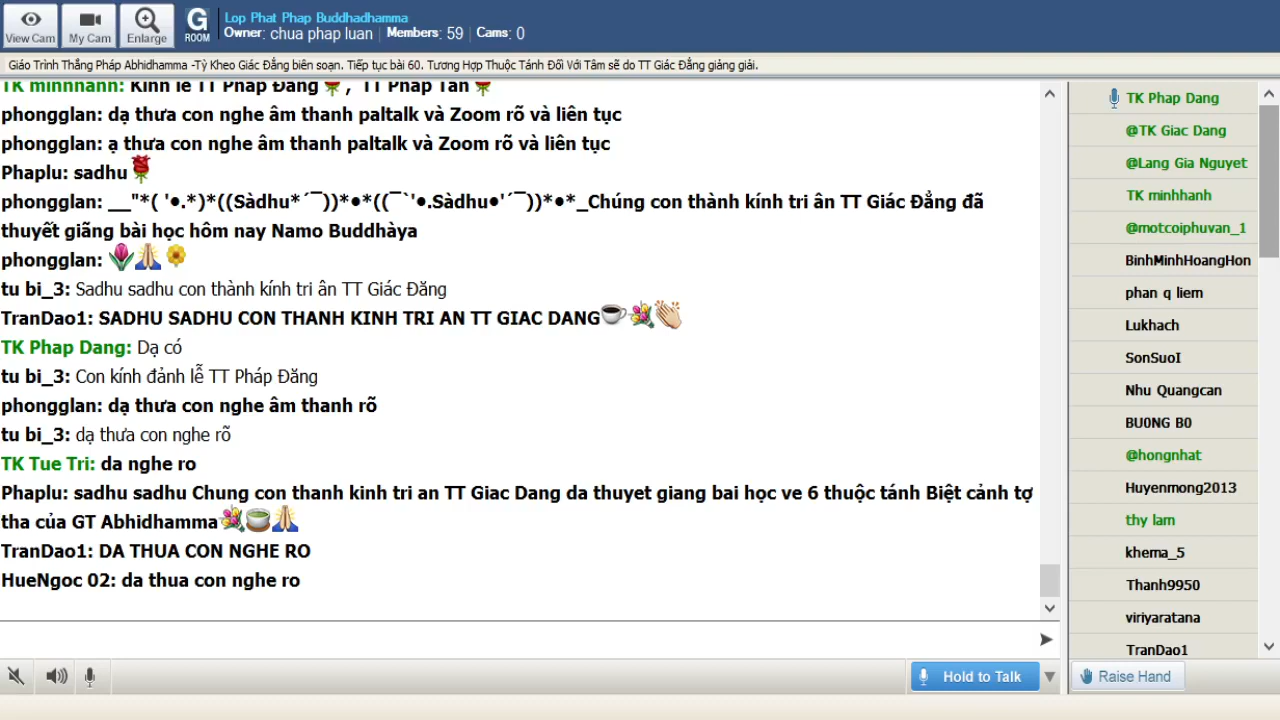 Lop Phat Phap Buddhadhamma
View Cam
My Cam
Enlarge
G ROOM
Owner: chua phap luan | Members: 59 | Cams: 0
Giáo Trình Thắng Pháp Abhidhamma -Tỳ Kheo Giác Đẳng biên soạn. Tiếp tục bài 60. Tương Hợp Thuộc Tánh Đối Với Tâm sẽ do TT Giác Đẳng giảng giải.
TK minhhanh: Kính lễ TT Pháp Đăng, TT Pháp Tân
phongglan: dạ thưa con nghe âm thanh paltalk và Zoom rõ và liên tục
phongglan: ạ thưa con nghe âm thanh paltalk và Zoom rõ và liên tục
Phaplu: sadhu
phongglan: __"*( '•.*)*((Sàdhu*´¯))*•*((¯`'•.Sàdhu•'´¯))*•*_Chúng con thành kính tri ân TT Giác Đẳng đã
thuyết giãng bài học hôm nay Namo Buddhàya
phongglan:
tu bi_3: Sadhu sadhu con thành kính tri ân TT Giác Đăng
TranDao1: SADHU SADHU CON THANH KINH TRI AN TT GIAC DANG
TK Phap Dang: Dạ có
tu bi_3: Con kính đảnh lễ TT Pháp Đăng
phongglan: dạ thưa con nghe âm thanh rõ
tu bi_3: dạ thưa con nghe rõ
TK Tue Tri: da nghe ro
Phaplu: sadhu sadhu Chung con thanh kinh tri an TT Giac Dang da thuyet giang bai học ve 6 thuộc tánh Biệt cảnh tợ
tha của GT Abhidhamma
TranDao1: DA THUA CON NGHE RO
HueNgoc 02: da thua con nghe ro
TK Phap Dang
@TK Giac Dang
@Lang Gia Nguyet
TK minhhanh
@motcoiphuvan_1
BinhMinhHoangHon
phan q liem
Lukhach
SonSuoI
Nhu Quangcan
BU0NG B0
@hongnhat
Huyenmong2013
thy lam
khema_5
Thanh9950
viriyaratana
TranDao1
Hold to Talk
Raise Hand